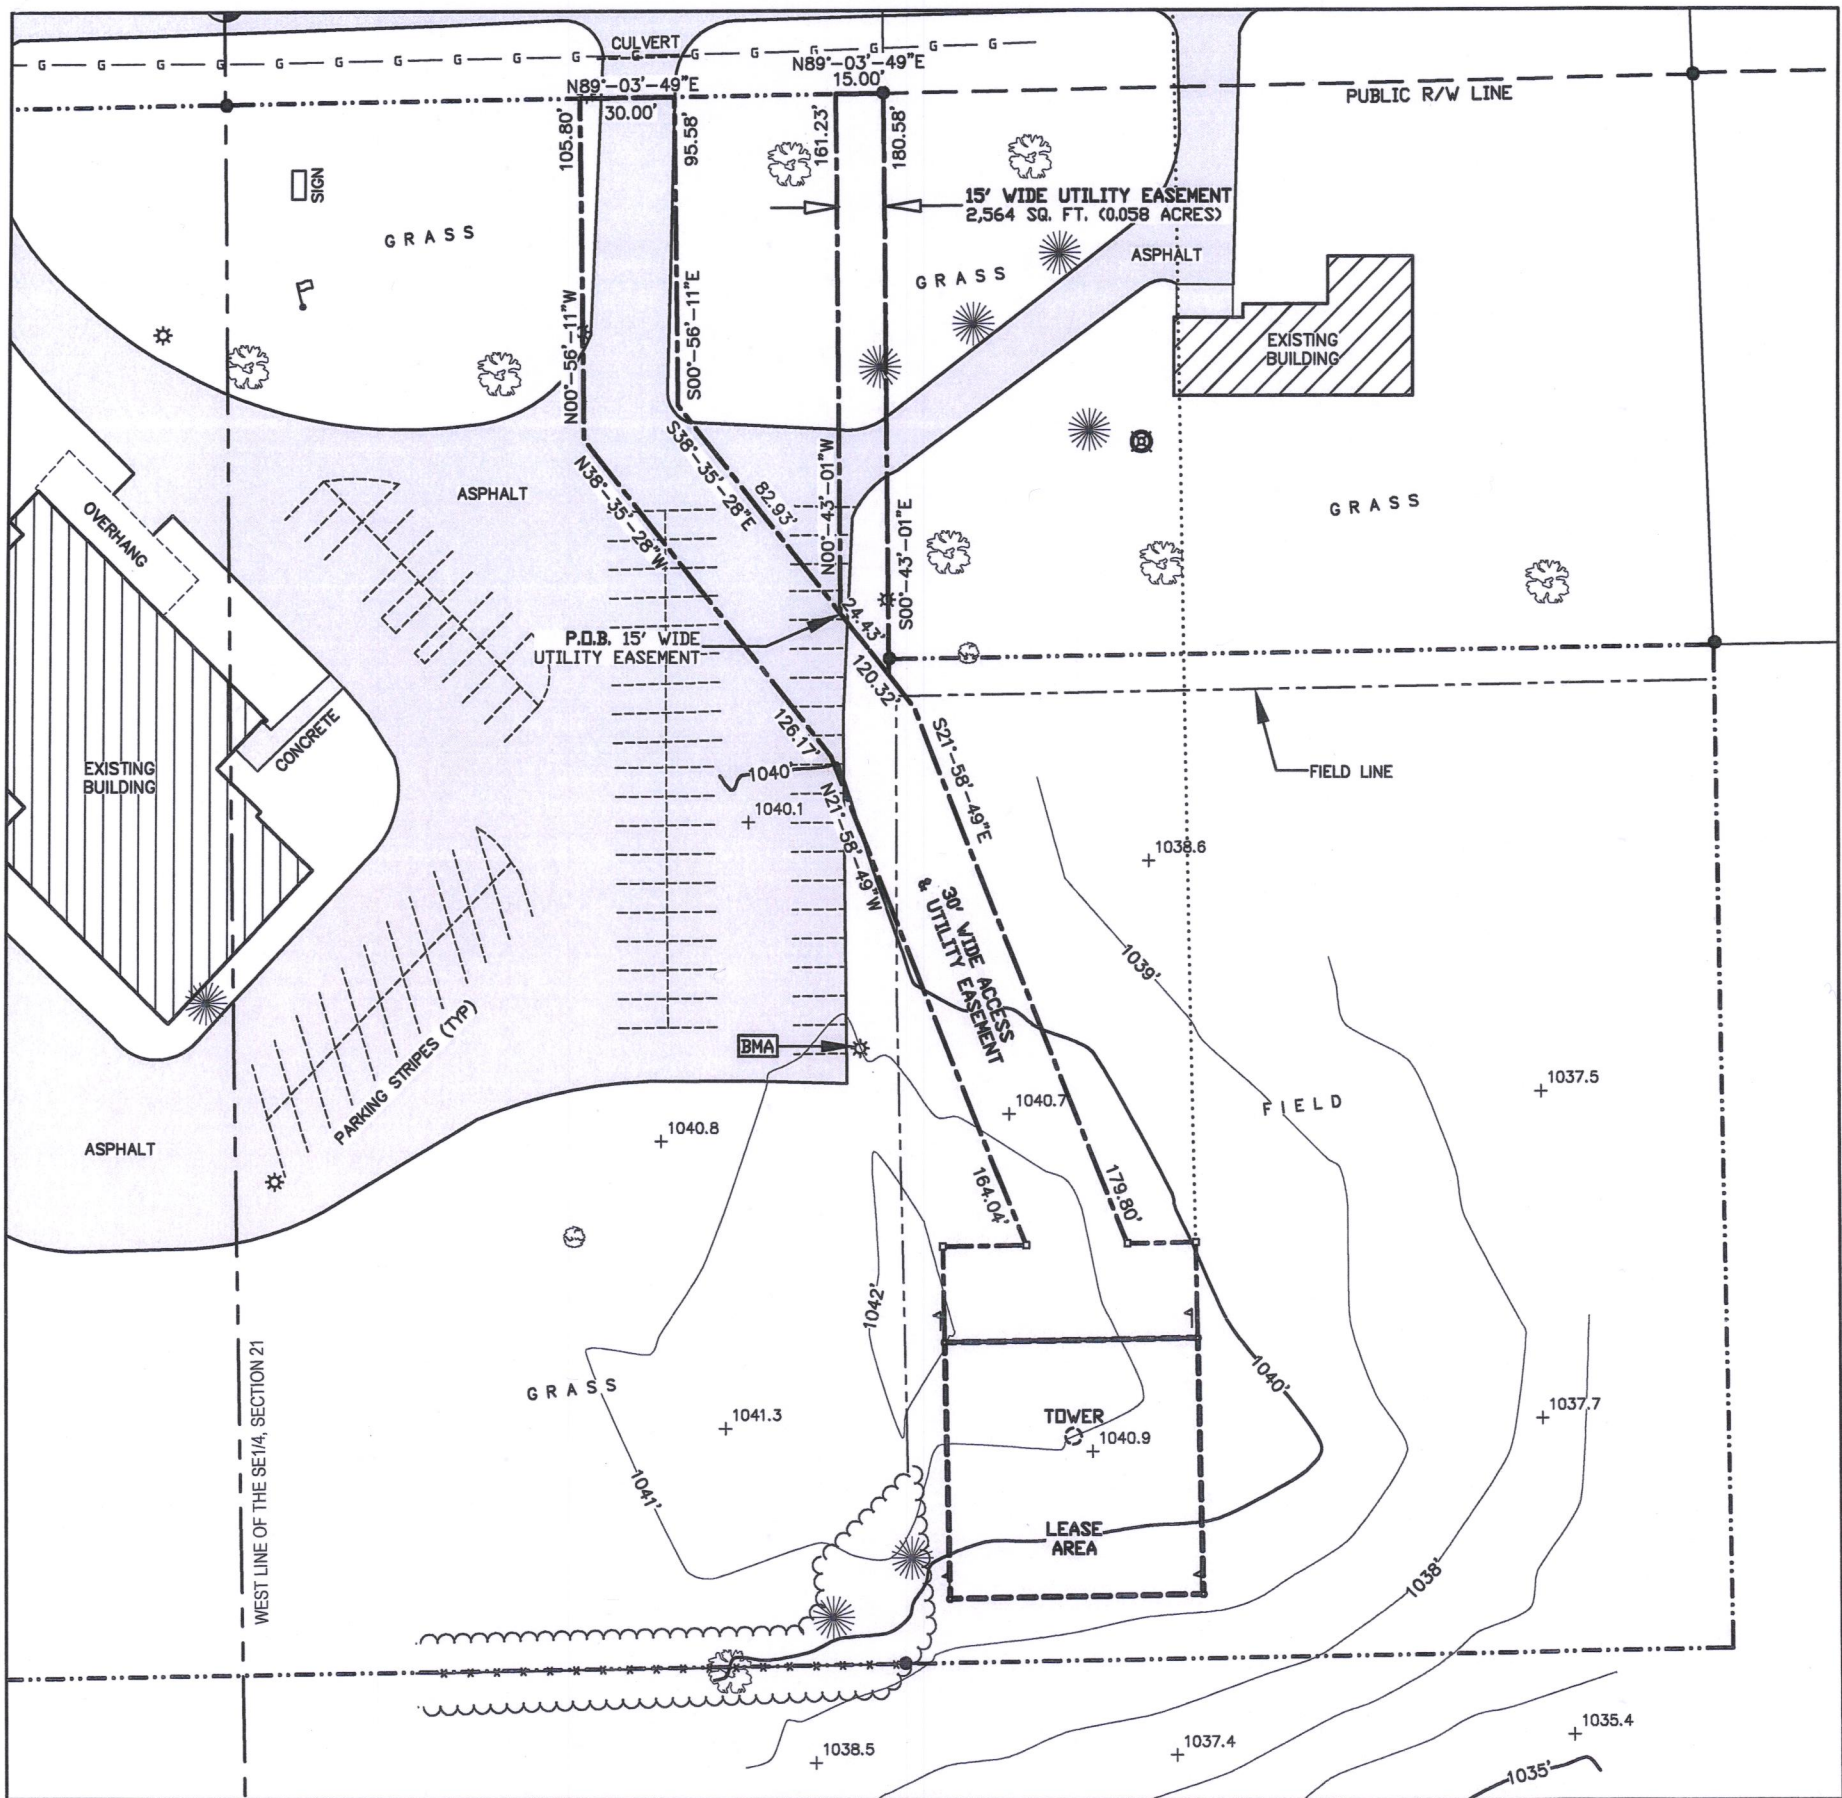 CULVERT
G G G G G G G G G G G G G G G G G
N89°-03'-49"E
15.00'
N89°-03'-49"E
30.00'
PUBLIC R/W LINE
105.80'
95.58'
161.23'
180.58'
SIGN
15' WIDE UTILITY EASEMENT
2,564 SQ. FT. (0.058 ACRES)
GRASS
GRASS
ASPHALT
N00°-56'-11"W
S00°-56'-11"E
EXISTING
BUILDING
S38°-35'-28"E
82.93'
N38°-35'-28"W
N00°-43'-01"W
S00°-43'-01"E
ASPHALT
OVERHANG
GRASS
24.43'
P.O.B. 15' WIDE
UTILITY EASEMENT
120.32'
126.17'
CONCRETE
EXISTING
BUILDING
1040'
1040.1
FIELD LINE
S21°-58'-49"E
N21°-58'-49"W
1038.6
30' WIDE ACCESS
& UTILITY EASEMENT
1039'
PARKING STRIPES (TYP)
BMA
1040.7
1037.5
FIELD
1040.8
ASPHALT
164.04'
179.80'
1042'
WEST LINE OF THE SE1/4, SECTION 21
GRASS
1040'
1041.3
TOWER
1040.9
1037.7
1041'
LEASE
AREA
1038'
1038.5
1037.4
1035.4
1035'